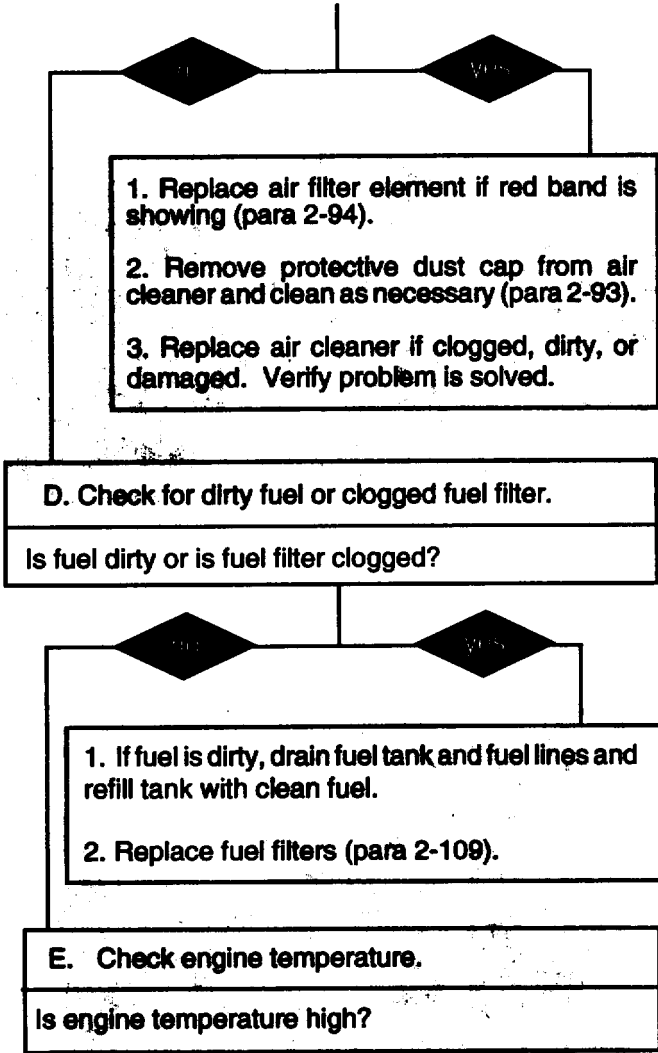 yes
1. Replace air filter element if red band is
showing (para 2-94).
2. Remove protective dust cap from air
cleaner and clean as necessary (para 2-93).
3. Replace air cleaner if clogged, dirty, or
damaged. Verify problem is solved.
D. Check for dirty fuel or clogged fuel filter.
Is fuel dirty or is fuel filter clogged?
no yes
1. If fuel is dirty, drain fuel tank and fuel lines and
refill tank with clean fuel.
2. Replace fuel filters (para 2-109).
E. Check engine temperature.
Is engine temperature high?